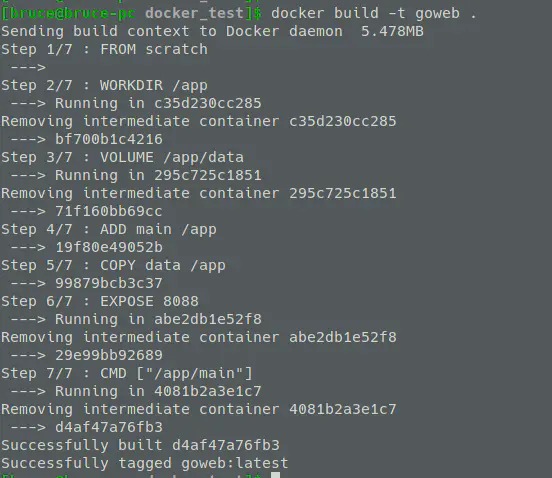 [bruce@bruce-pc docker_test]$ docker build -t goweb .
Sending build context to Docker daemon  5.478MB
Step 1/7 : FROM scratch
 --->
Step 2/7 : WORKDIR /app
 ---> Running in c35d230cc285
Removing intermediate container c35d230cc285
 ---> bf700b1c4216
Step 3/7 : VOLUME /app/data
 ---> Running in 295c725c1851
Removing intermediate container 295c725c1851
 ---> 71f160bb69cc
Step 4/7 : ADD main /app
 ---> 19f80e49052b
Step 5/7 : COPY data /app
 ---> 99879bcb3c37
Step 6/7 : EXPOSE 8088
 ---> Running in abe2db1e52f8
Removing intermediate container abe2db1e52f8
 ---> 29e99bb92689
Step 7/7 : CMD ["/app/main"]
 ---> Running in 4081b2a3e1c7
Removing intermediate container 4081b2a3e1c7
 ---> d4af47a76fb3
Successfully built d4af47a76fb3
Successfully tagged goweb:latest